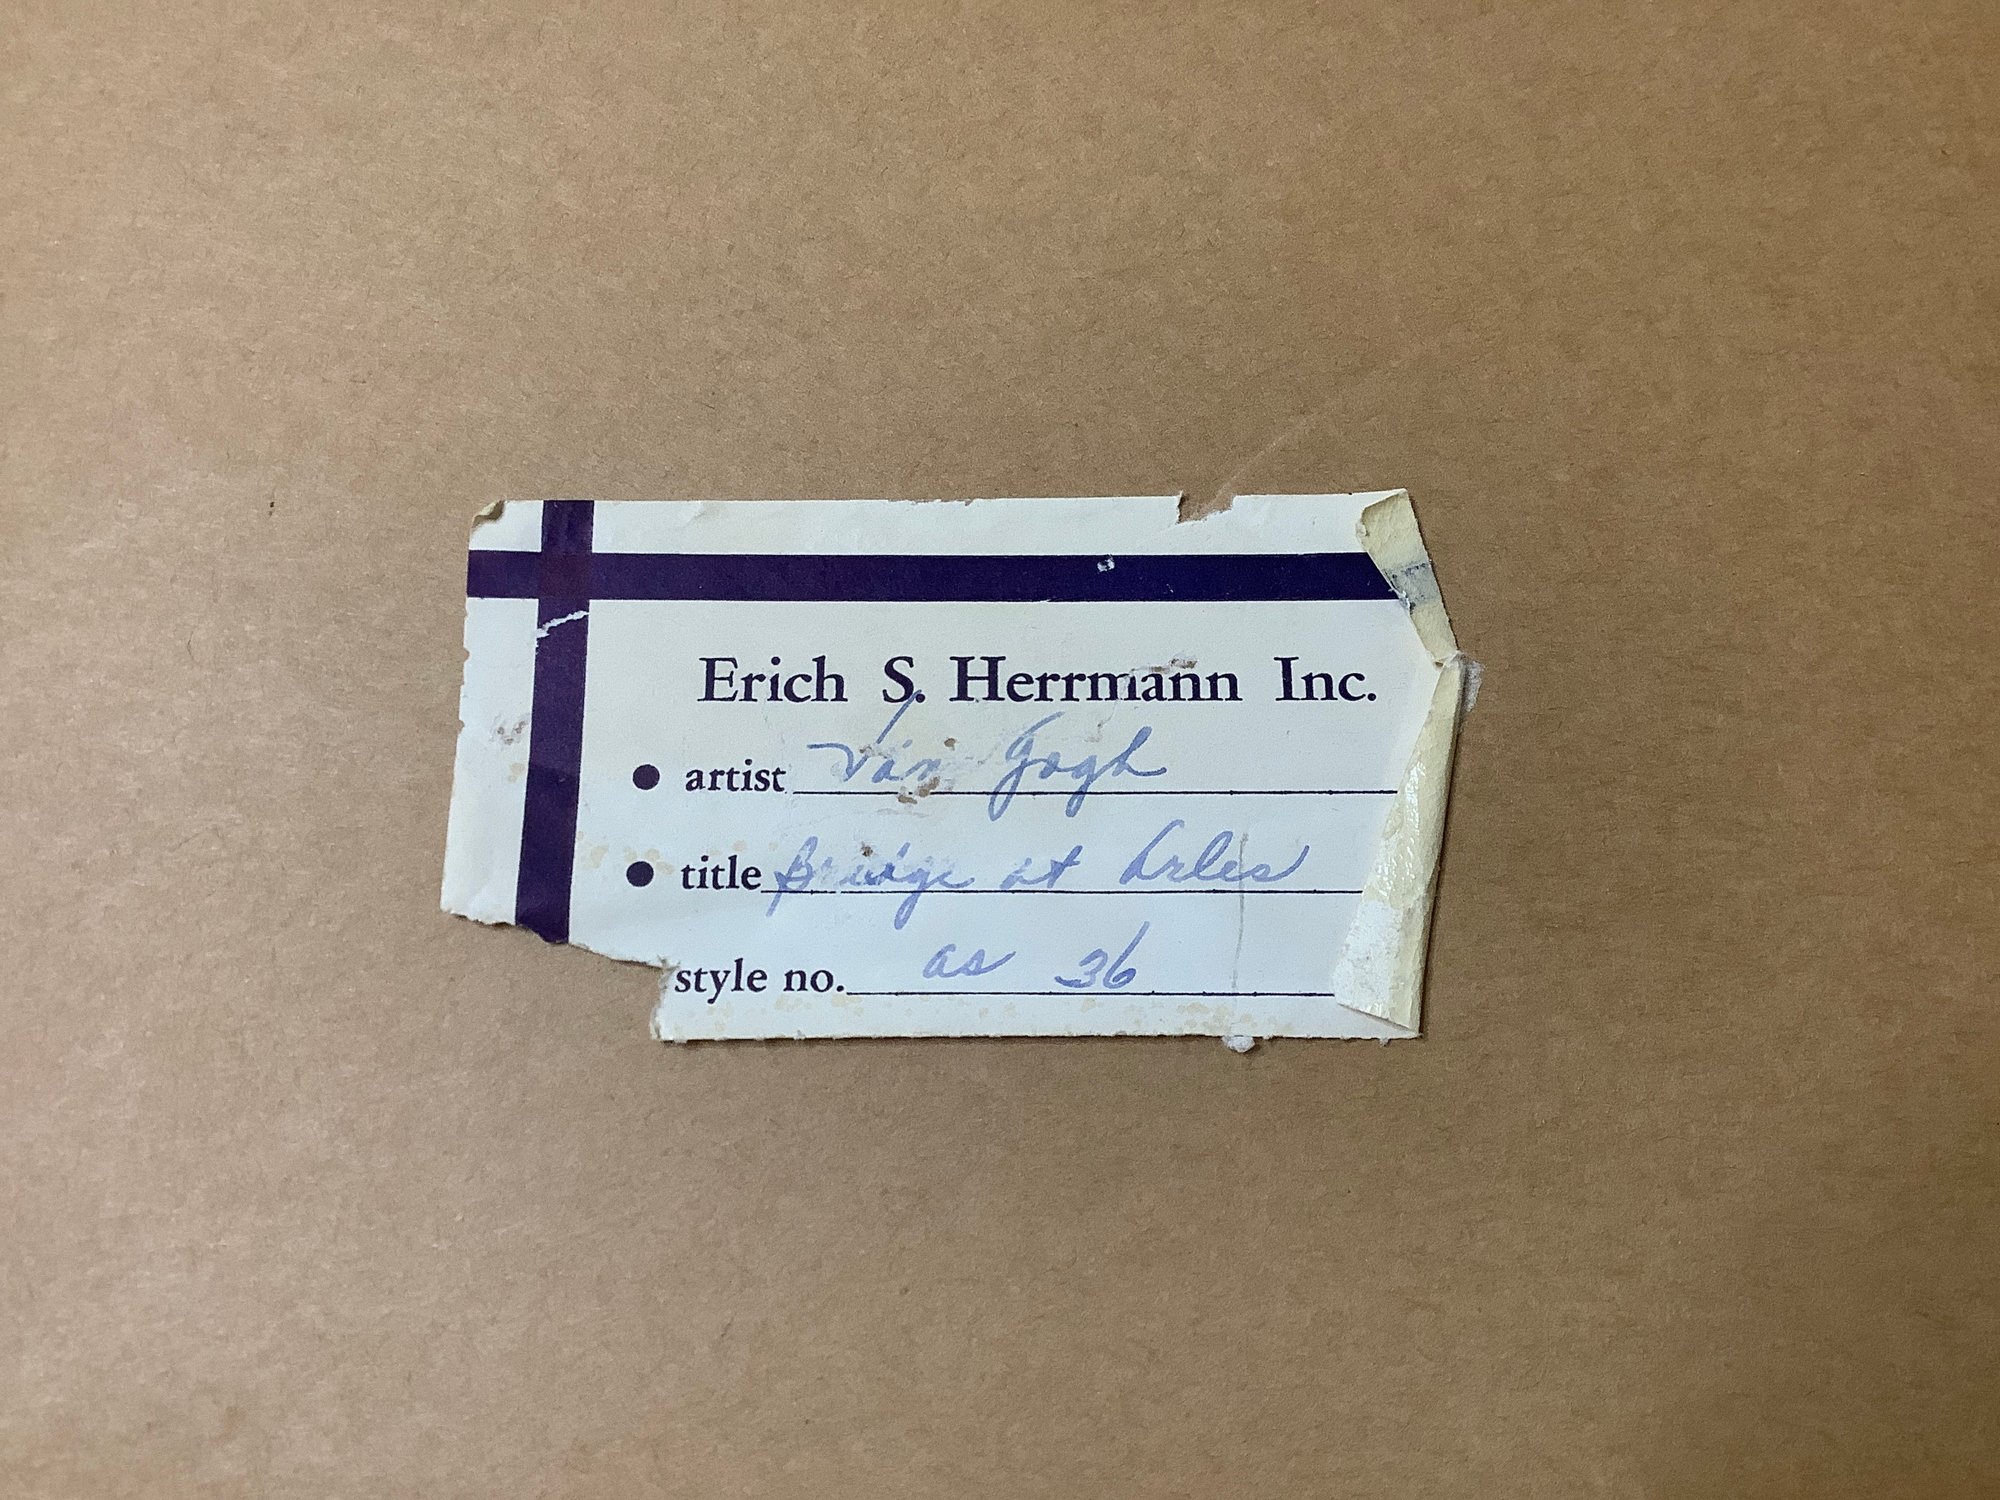 Erich S. Herrmann Inc.
• artist Van Gogh
• title Bridge at Arles
style no. as 36